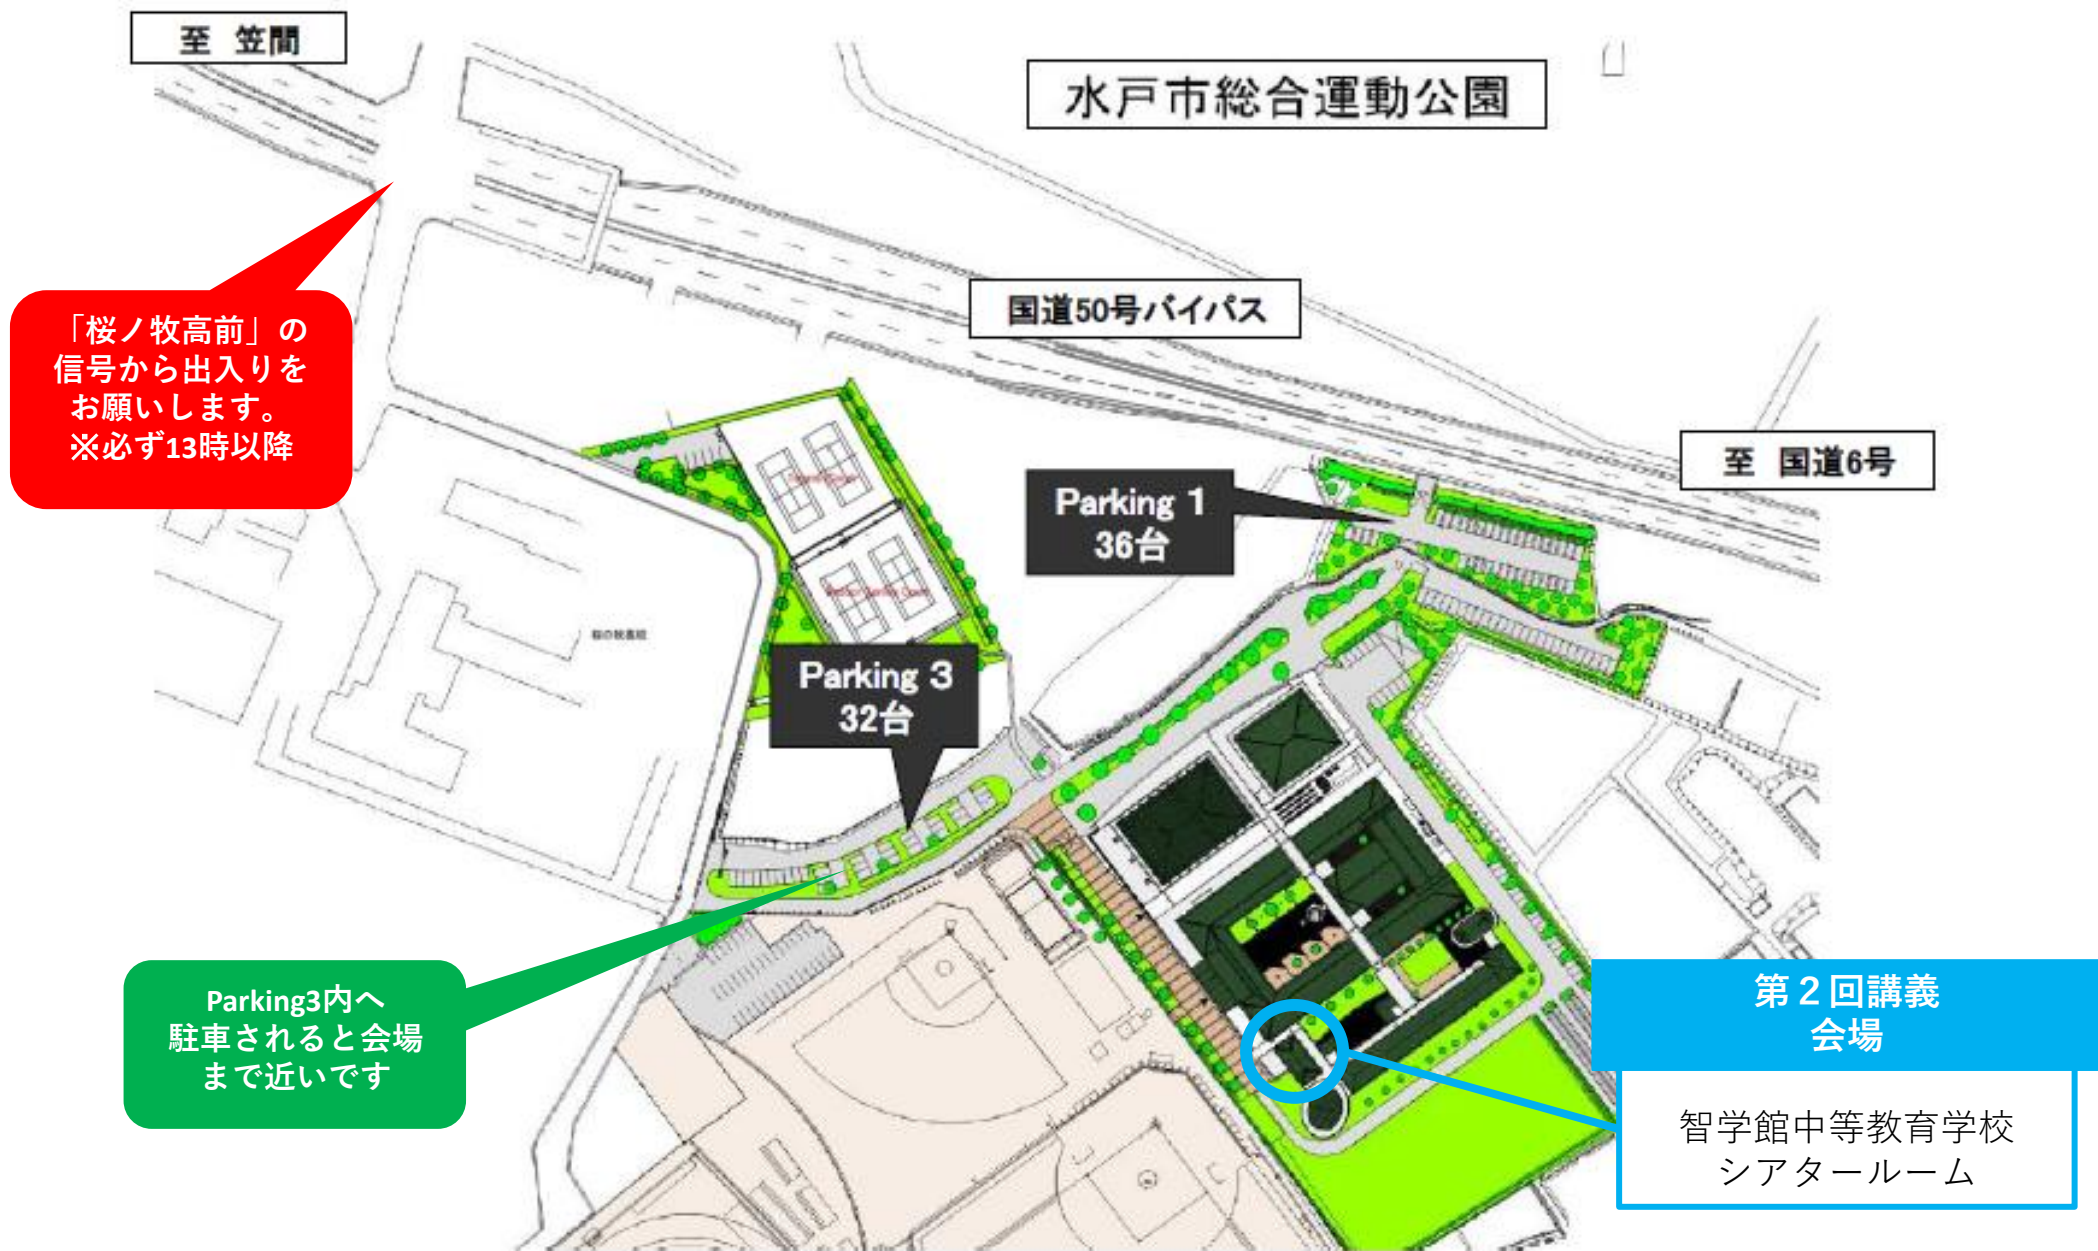 至 笠間
水戸市総合運動公園
国道50号バイパス
「桜ノ牧高前」の
信号から出入りを
お願いします。
※必ず13時以降
至 国道6号
Parking 1
36台
Parking 3
32台
Parking3内へ
駐車されると会場
まで近いです
第２回講義
会場
智学館中等教育学校
シアタールーム